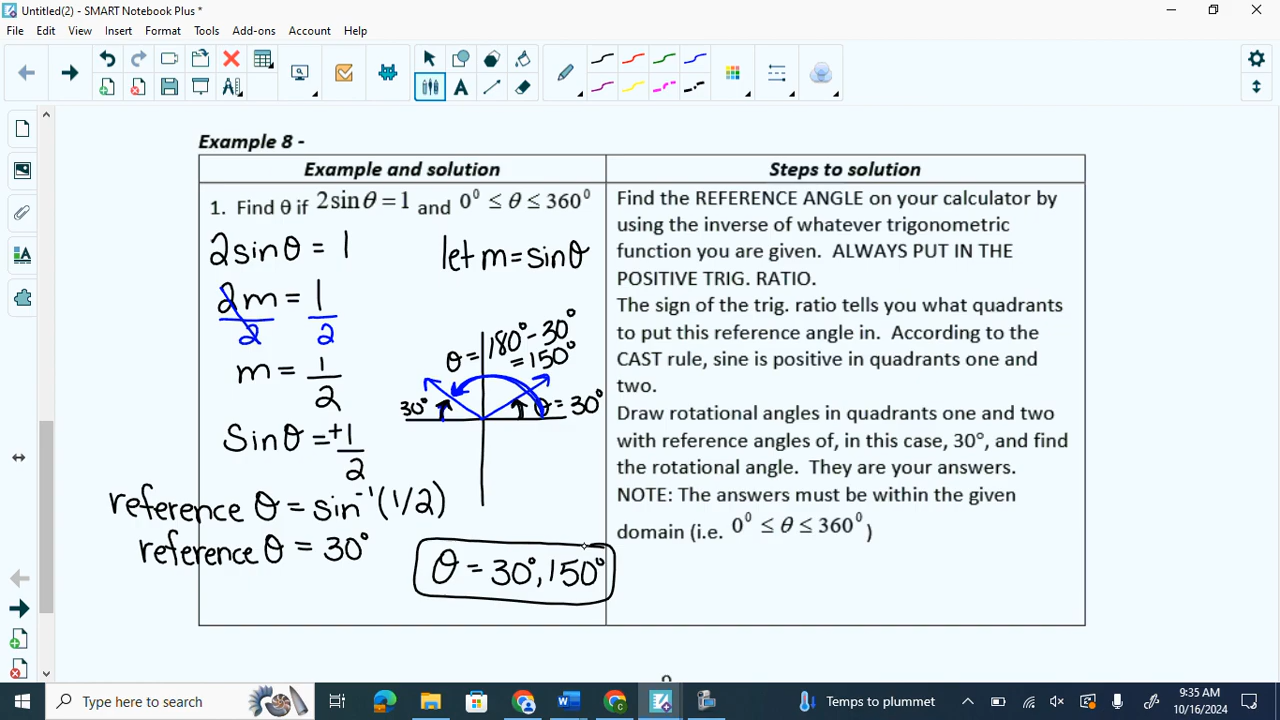 Untitled(2) - SMART Notebook Plus *
File Edit View Insert Format Tools Add-ons Account Help
Example 8 -
Example and solution
Steps to solution
1. Find θ if 2 sin θ = 1 and 0⁰ ≤ θ ≤ 360⁰
2sinθ = 1
let m = sinθ
2m = 1
2 2
m = 1
2
θ = 180° - 30°
= 150°
30°
θ = 30°
Sinθ = +1
2
reference θ = sin⁻¹(1/2)
reference θ = 30°
θ = 30°, 150°
Find the REFERENCE ANGLE on your calculator by
using the inverse of whatever trigonometric
function you are given. ALWAYS PUT IN THE
POSITIVE TRIG. RATIO.
The sign of the trig. ratio tells you what quadrants
to put this reference angle in. According to the
CAST rule, sine is positive in quadrants one and
two.
Draw rotational angles in quadrants one and two
with reference angles of, in this case, 30°, and find
the rotational angle. They are your answers.
NOTE: The answers must be within the given
domain (i.e. 0⁰ ≤ θ ≤ 360⁰ )
Type here to search
Temps to plummet
9:35 AM
10/16/2024